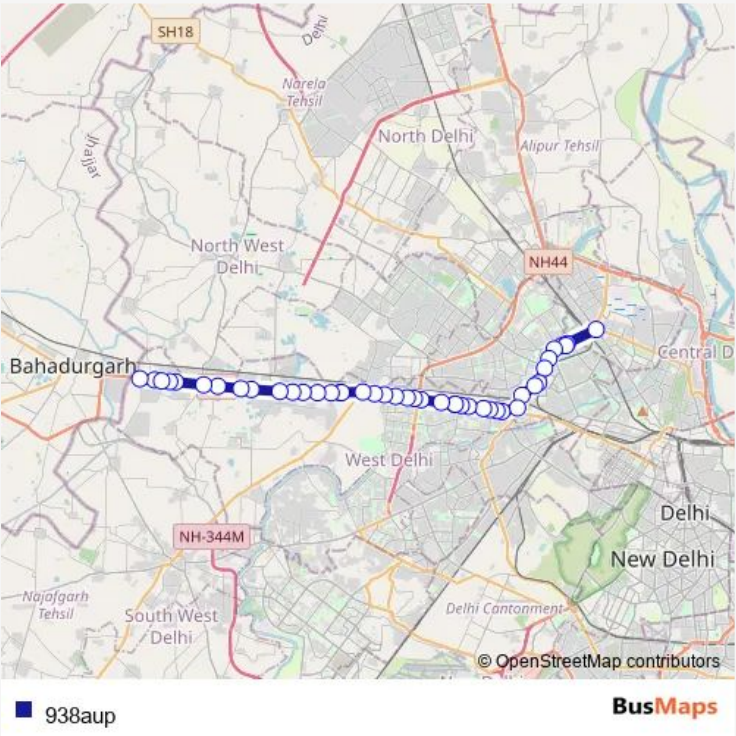 SH18
Delhi
Narela
Tehsil
North Delhi
Alipur Tehsil
Jhajjar
North West
Delhi
NH44
Bahadurgarh
Central D
West Delhi
Delhi
NH-344M
New Delhi
Najafgarh
Tehsil
South West
Delhi
Delhi Cantonment
© OpenStreetMap contributors
938aup
BusMaps